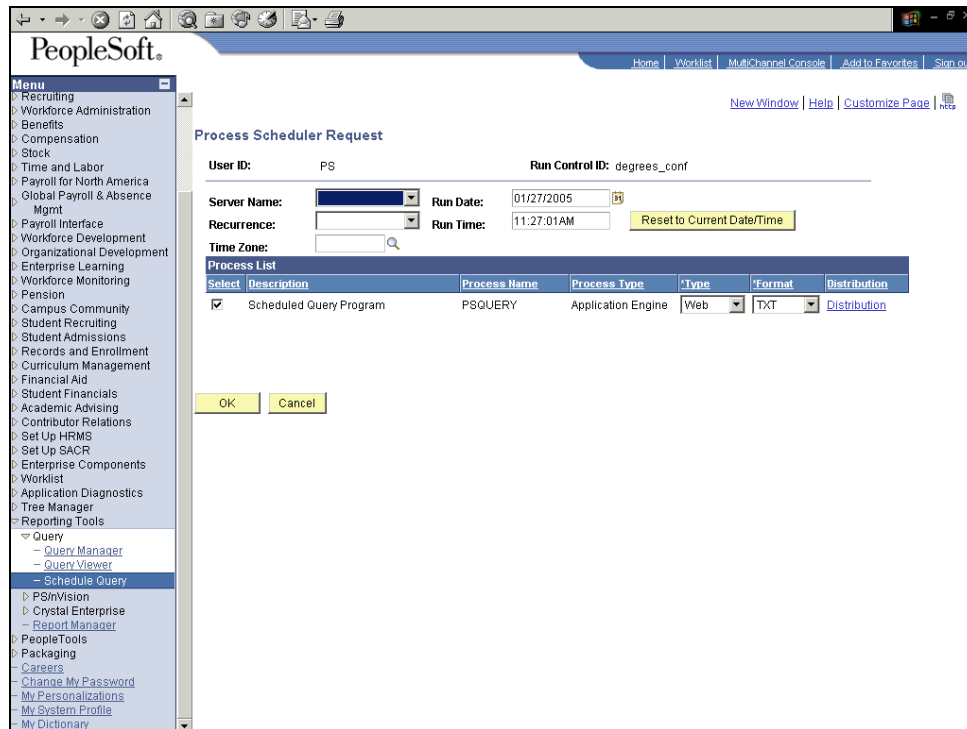 PeopleSoft.
Home | Worklist | MultiChannel Console | Add to Favorites | Sign ou
Menu
Recruiting
Workforce Administration
Benefits
Compensation
Stock
Time and Labor
Payroll for North America
Global Payroll & Absence
Mgmt
Payroll Interface
Workforce Development
Organizational Development
Enterprise Learning
Workforce Monitoring
Pension
Campus Community
Student Recruiting
Student Admissions
Records and Enrollment
Curriculum Management
Financial Aid
Student Financials
Academic Advising
Contributor Relations
Set Up HRMS
Set Up SACR
Enterprise Components
Worklist
Application Diagnostics
Tree Manager
Reporting Tools
Query
– Query Manager
– Query Viewer
– Schedule Query
PS/nVision
Crystal Enterprise
– Report Manager
PeopleTools
Packaging
– Careers
– Change My Password
– My Personalizations
– My System Profile
– My Dictionary
New Window | Help | Customize Page | http
Process Scheduler Request
User ID: PS Run Control ID: degrees_conf
Server Name: Run Date: 01/27/2005
Recurrence: Run Time: 11:27:01AM Reset to Current Date/Time
Time Zone:
Process List
Select Description Process Name Process Type *Type *Format Distribution
Scheduled Query Program PSQUERY Application Engine Web TXT Distribution
OK Cancel